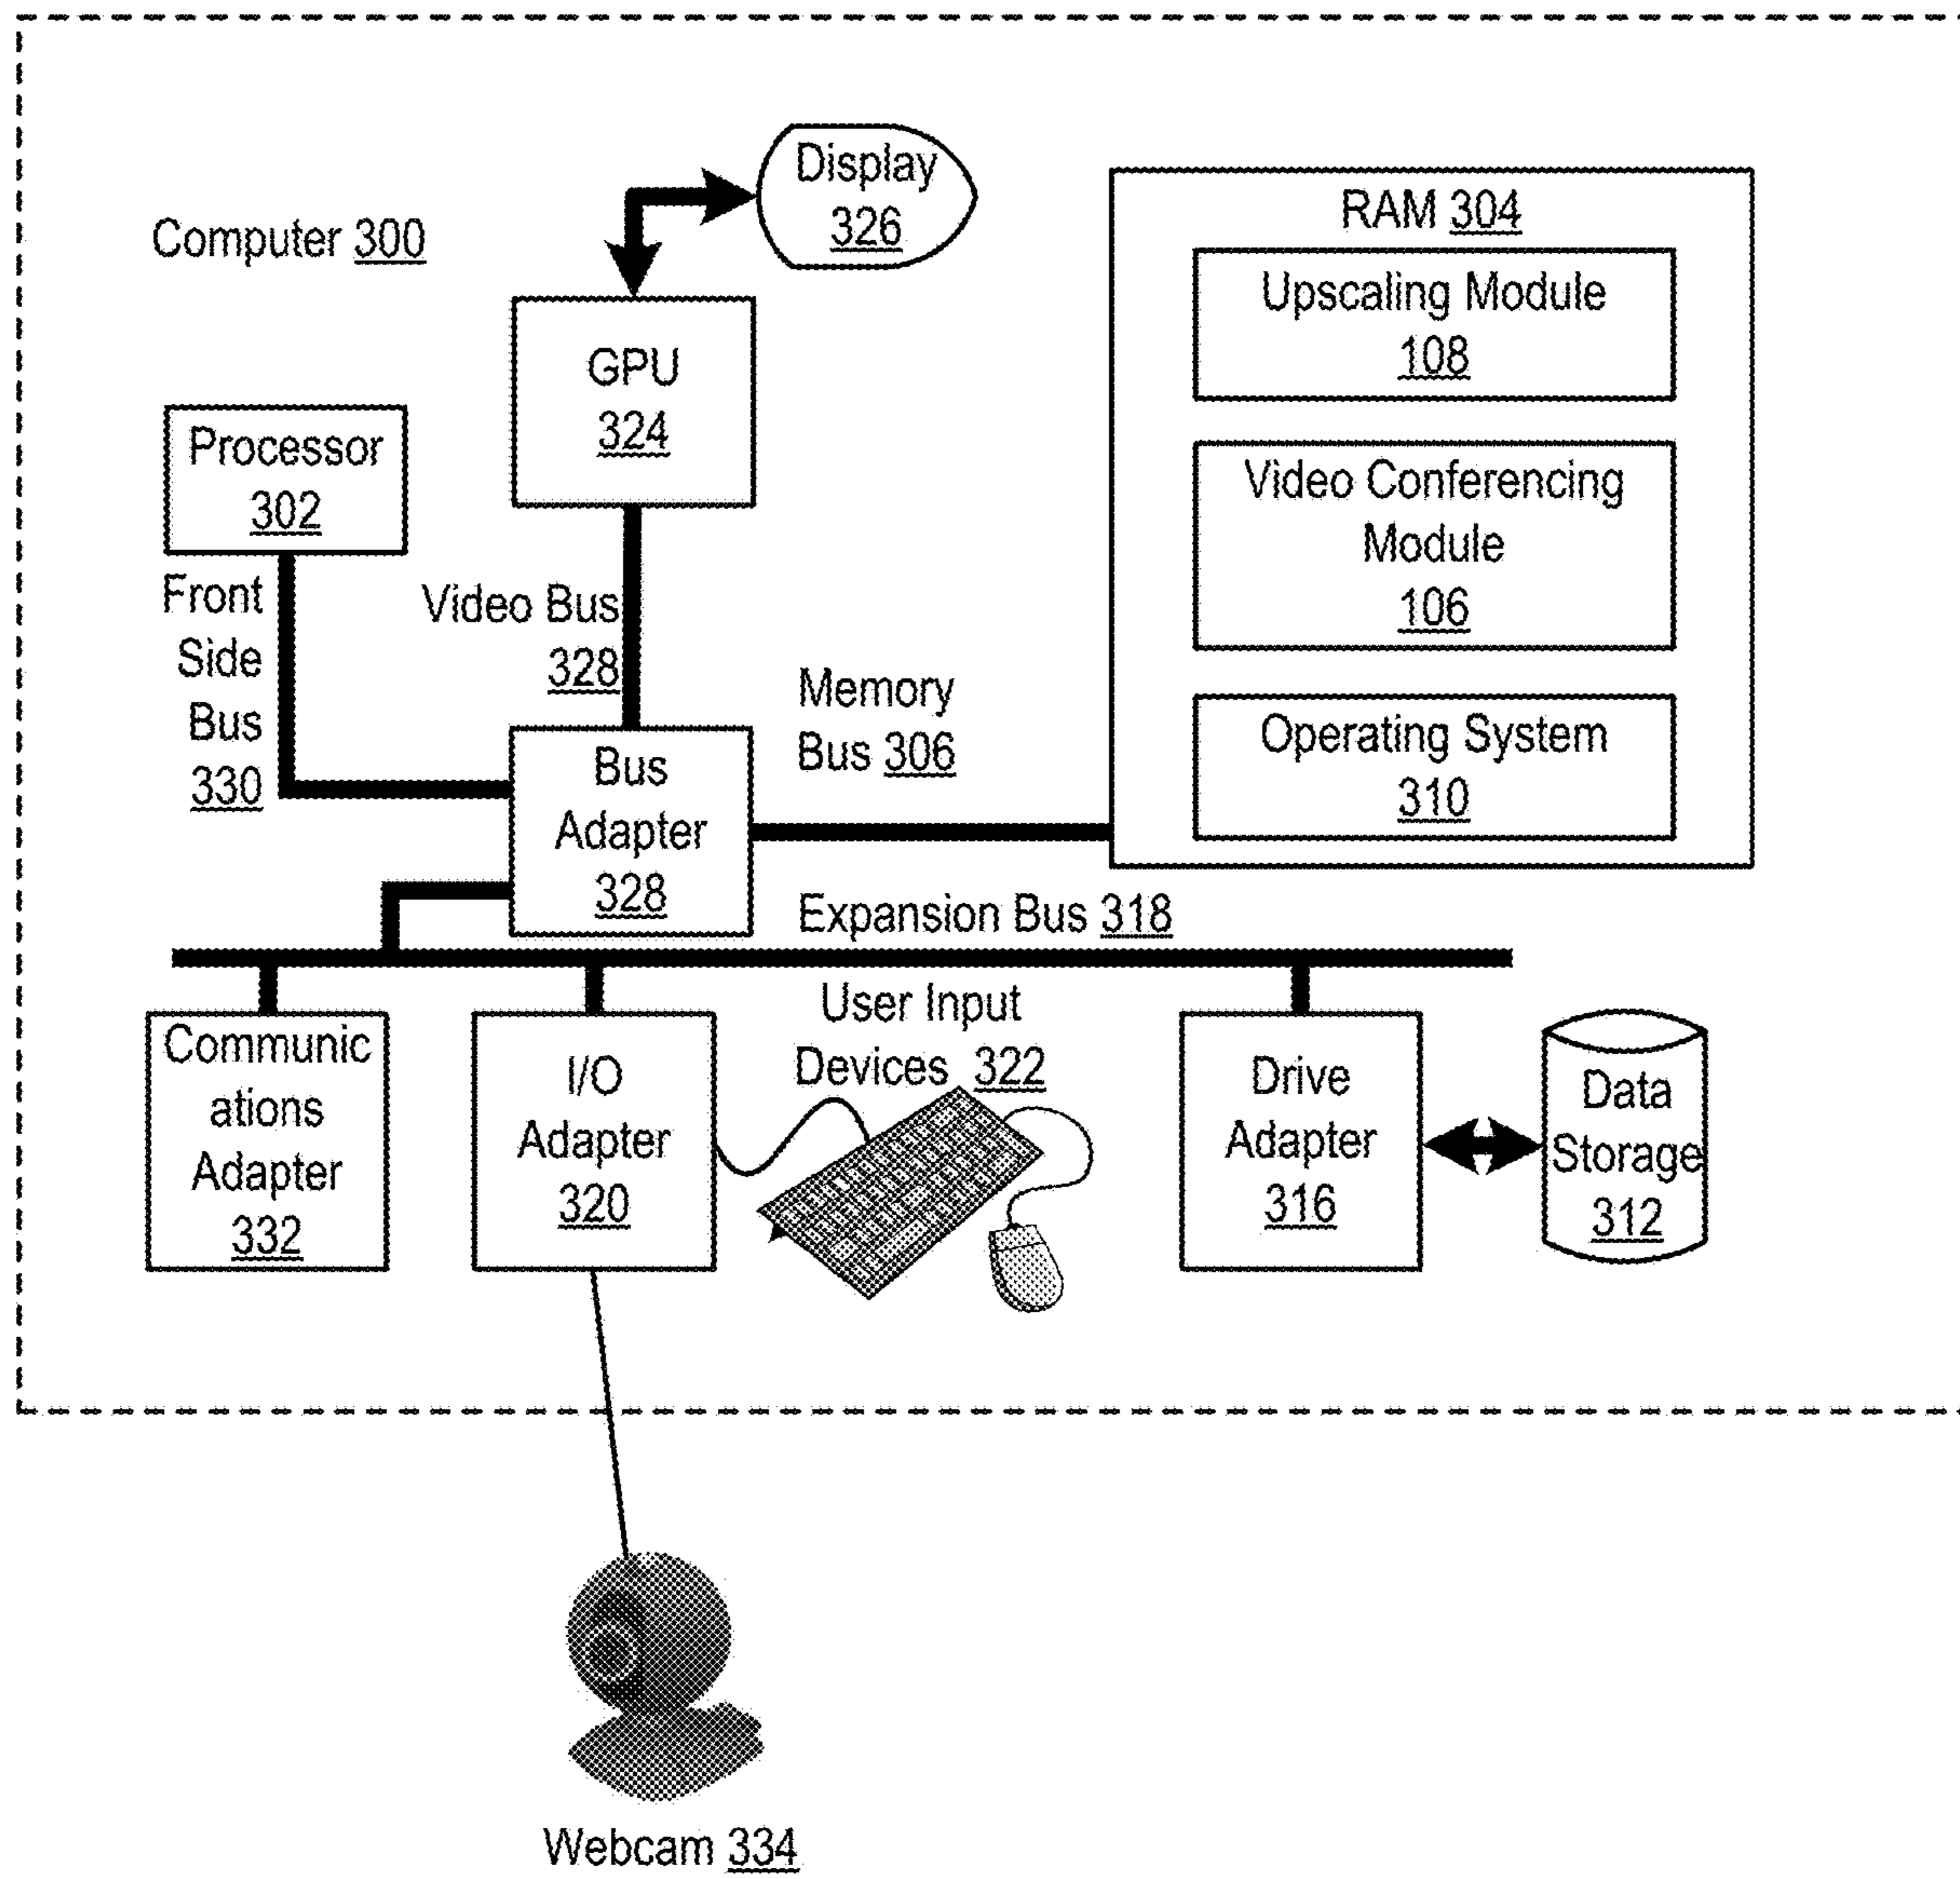 Computer 300
Display
326
GPU
324
Processor
302
Front
Side
Bus
330
Video Bus
328
Memory
Bus 306
RAM 304
Upscaling Module
108
Video Conferencing
Module
106
Operating System
310
Bus
Adapter
328
Expansion Bus 318
Communic
ations
Adapter
332
I/O
Adapter
320
User Input
Devices 322
Drive
Adapter
316
Data
Storage
312
Webcam 334